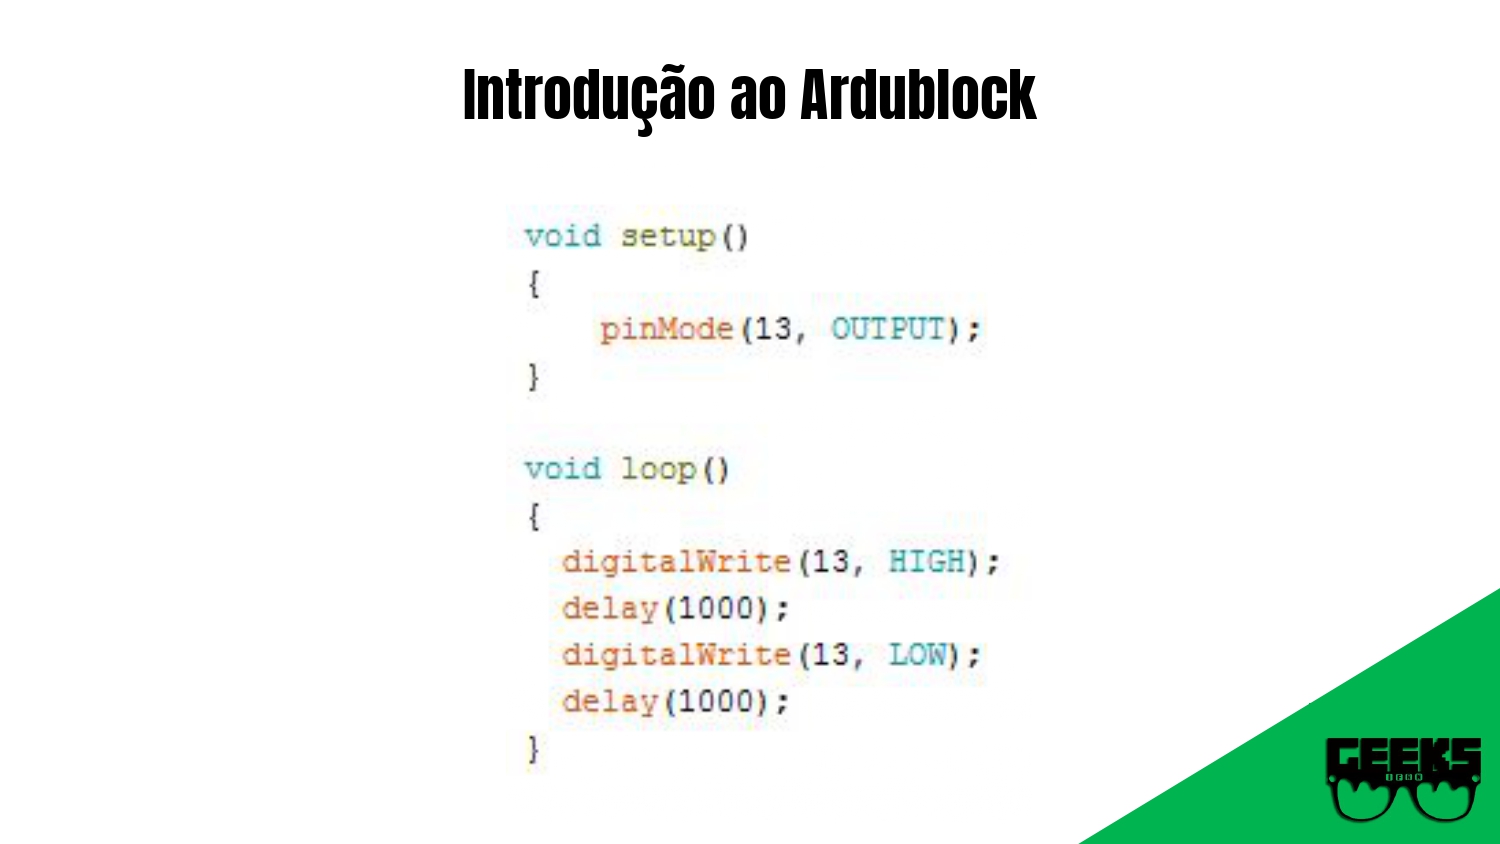 Introdução ao Ardublock
void setup()
{
    pinMode(13, OUTPUT);
}
void loop()
{
  digitalWrite(13, HIGH);
  delay(1000);
  digitalWrite(13, LOW);
  delay(1000);
}
GEEKS